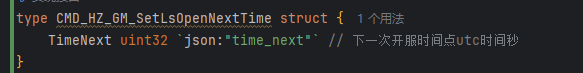 type CMD_HZ_GM_SetLsOpenNextTime struct { 1 个用法
TimeNext uint32 `json:"time_next"` // 下一次开服时间点utc时间秒
}